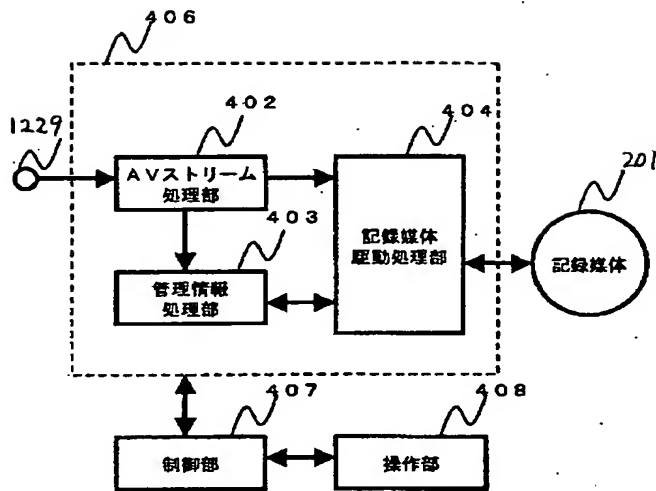 406
402
404
1229
201
AVストリーム
処理部
403
記録媒体
駆動処理部
記録媒体
管理情報
処理部
407
408
制御部
操作部